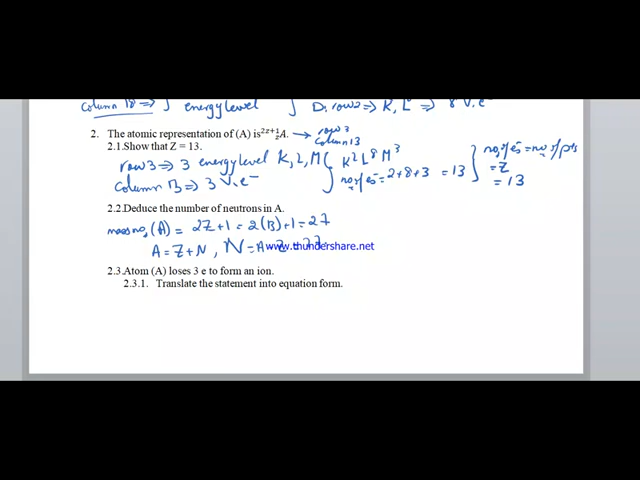 column 18 ⇒ } energy level } D: row 2 ⇒ K, L ⇒ 8 V.e⁻
2. The atomic representation of (A) is ²ᶻ⁺¹zA. → row 3
column 13
2.1.Show that Z = 13.
row 3 ⇒ 3 energy level K, L, M { K² L⁸ M³ } no. of e⁻ = no. of p
column 13 ⇒ 3 V.e⁻ no. of e⁻ = 2+8+3 = 13 = Z
= 13
2.2.Deduce the number of neutrons in A.
mass no. (A) = 2Z+1 = 2(13)+1 = 27
A = Z+N , N = A
www.thundershare.net
2.3.Atom (A) loses 3 e to form an ion.
2.3.1. Translate the statement into equation form.